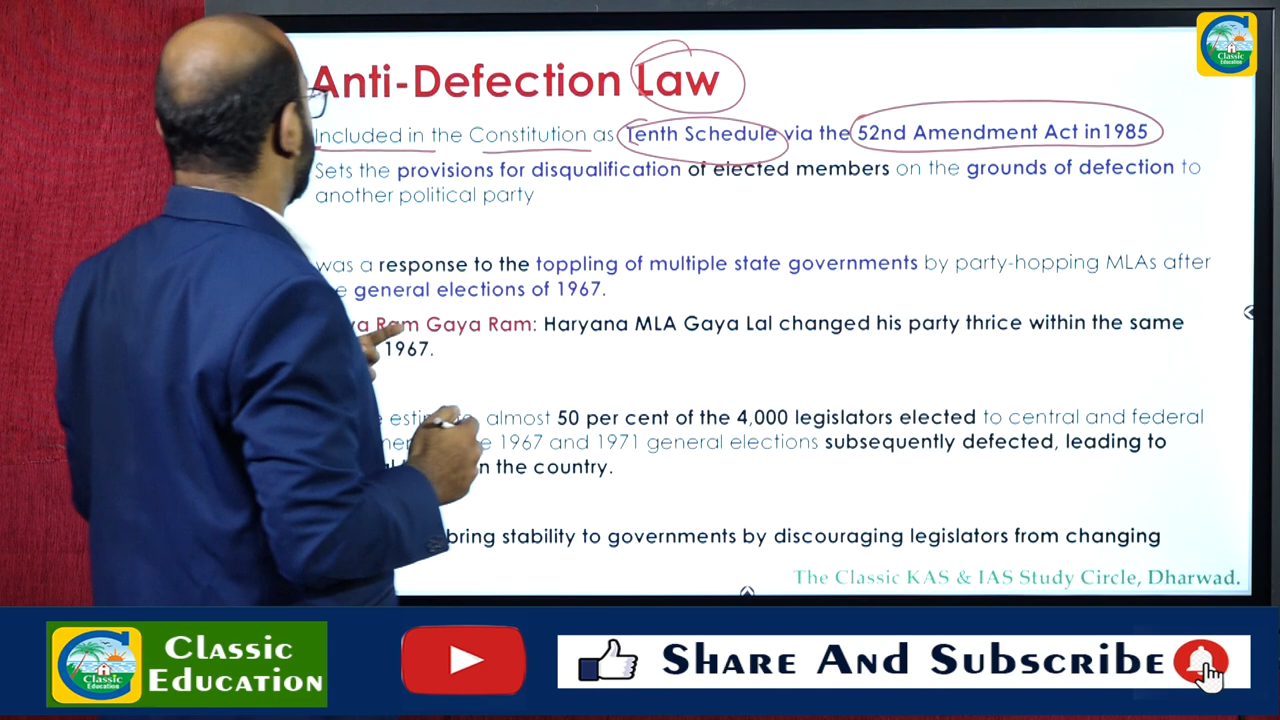 Anti-Defection Law
Included in the Constitution as Tenth Schedule via the 52nd Amendment Act in1985
Sets the provisions for disqualification of elected members on the grounds of defection to
another political party
was a response to the toppling of multiple state governments by party-hopping MLAs after
general elections of 1967.
Ram Gaya Ram: Haryana MLA Gaya Lal changed his party thrice within the same
1967.
almost 50 per cent of the 4,000 legislators elected to central and federal
1967 and 1971 general elections subsequently defected, leading to
in the country.
bring stability to governments by discouraging legislators from changing
The Classic KAS & IAS Study Circle, Dharwad.
Classic
Education
Classic
Education
Classic
Education
Share And Subscribe